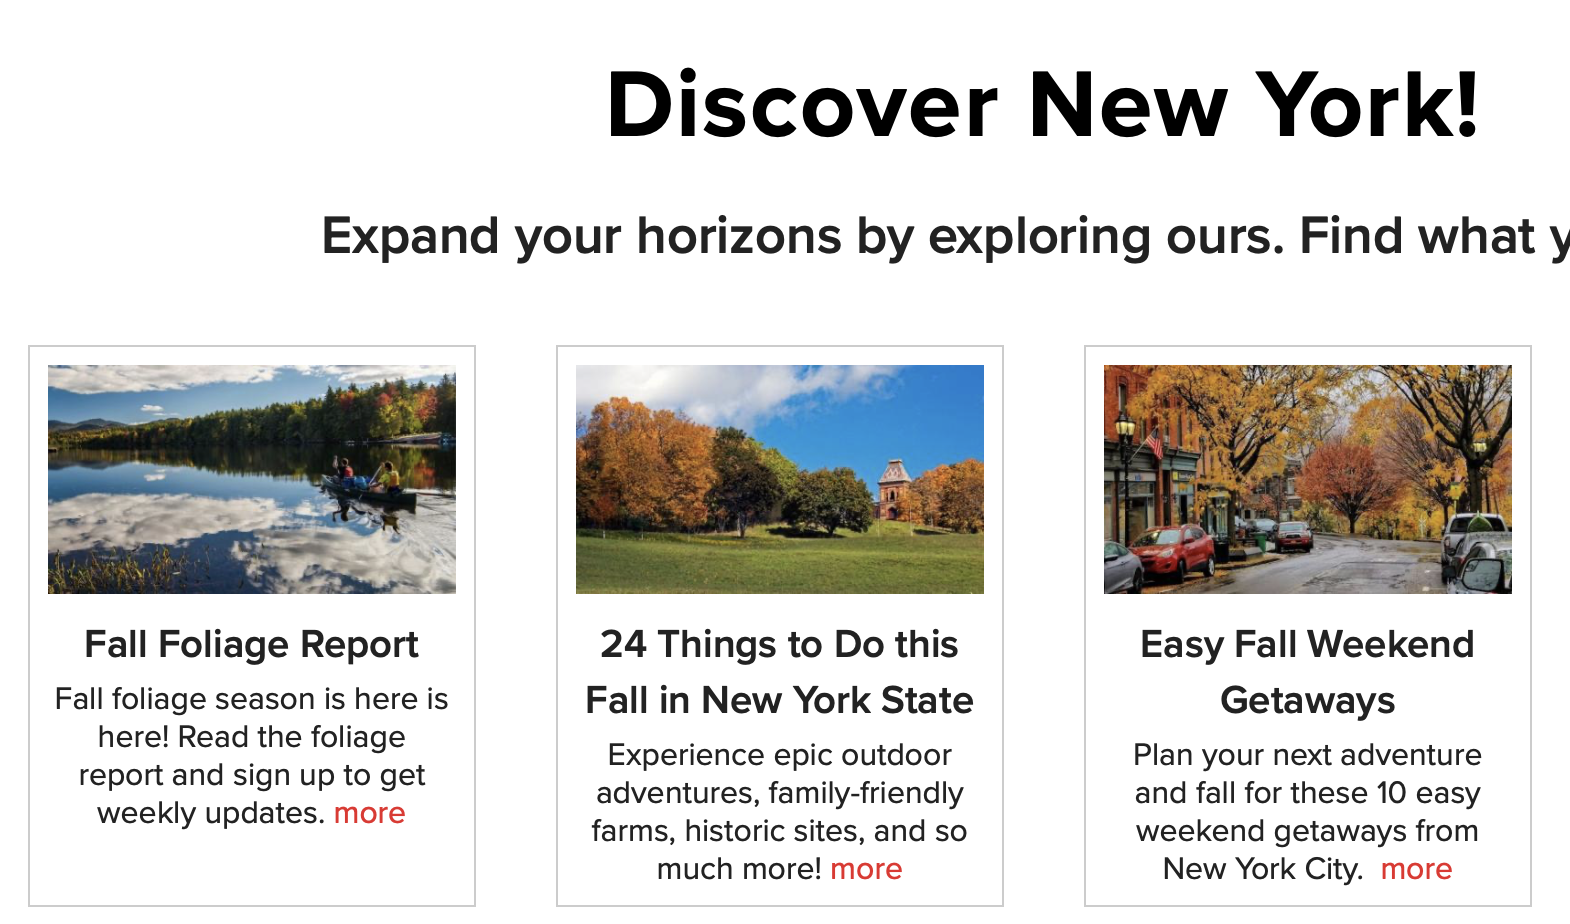 Discover New York!
Expand your horizons by exploring ours. Find what
Fall Foliage Report
Fall foliage season is here is
here! Read the foliage
report and sign up to get
weekly updates. more
24 Things to Do this
Fall in New York State
Experience epic outdoor
adventures, family-friendly
farms, historic sites, and so
much more! more
Easy Fall Weekend
Getaways
Plan your next adventure
and fall for these 10 easy
weekend getaways from
New York City. more